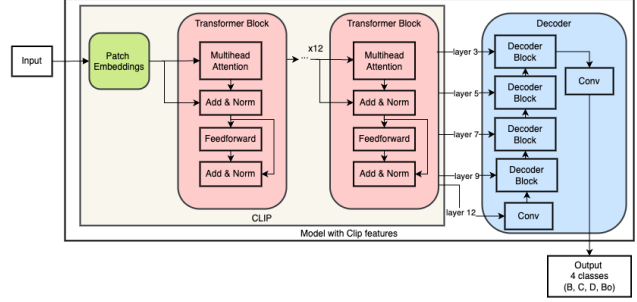 Input
Patch
Embeddings
Transformer Block
Multihead
Attention
Add & Norm
Feedforward
Add & Norm
... x12
Transformer Block
Multihead
Attention
Add & Norm
Feedforward
Add & Norm
CLIP
Model with Clip features
layer 3
layer 5
layer 7
layer 9
layer 12
Decoder
Decoder
Block
Decoder
Block
Decoder
Block
Decoder
Block
Conv
Conv
Output
4 classes
(B, C, D, Bo)